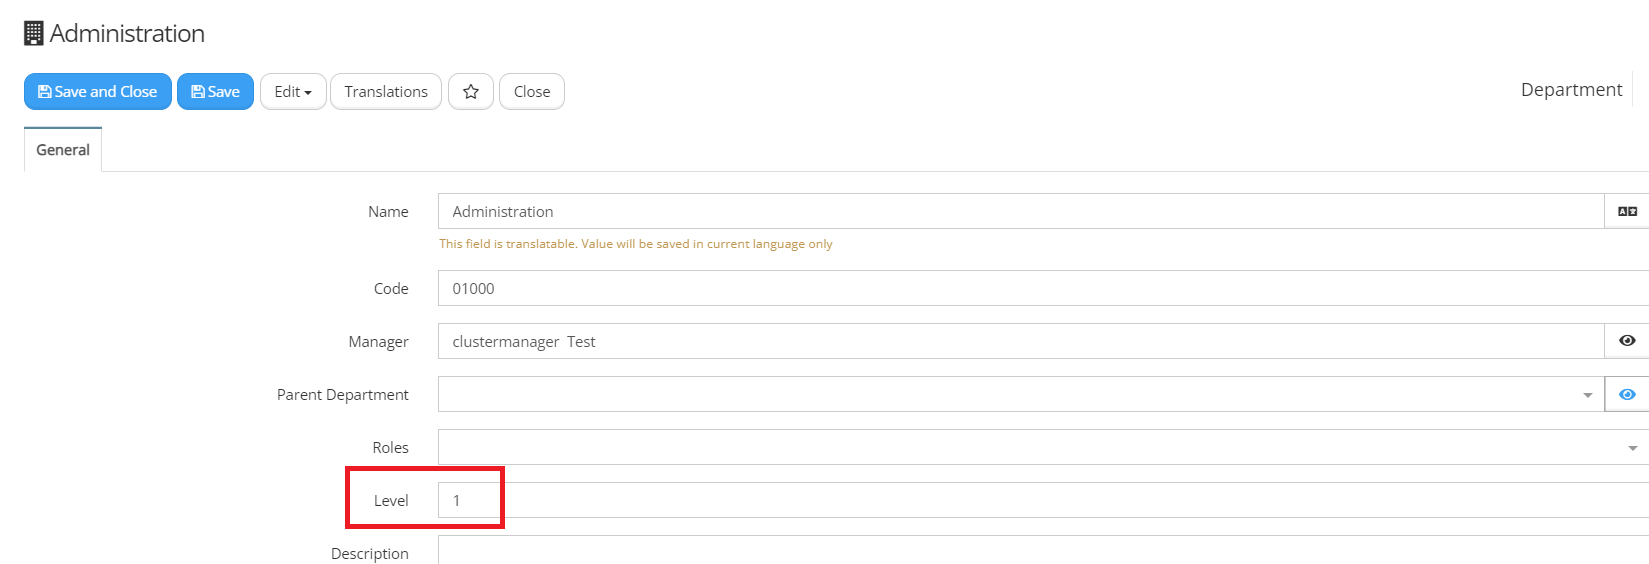 Administration
Save and Close Save Edit Translations Close
Department
General
Name Administration
This field is translatable. Value will be saved in current language only
Code 01000
Manager clustermanager Test
Parent Department
Roles
Level 1
Description